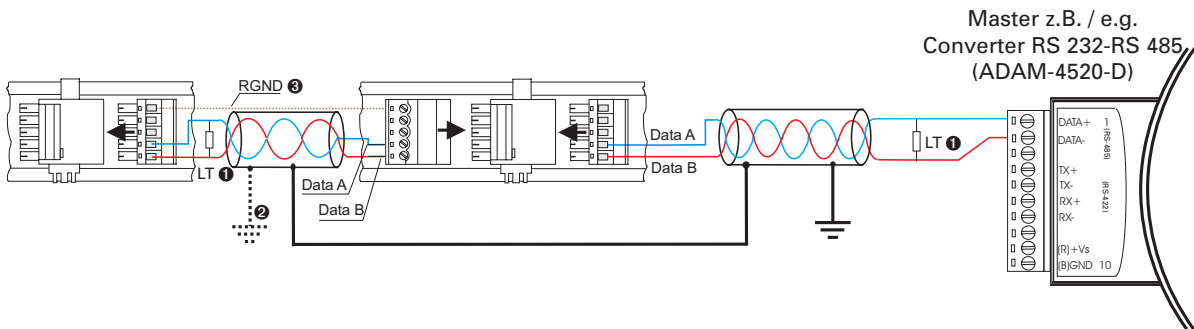 Master z.B. / e.g.
Converter RS 232-RS 485
(ADAM-4520-D)
RGND ❸
LT ❶
Data A
Data B
❷
Data A
Data B
LT ❶
DATA+ 1
DATA-
(RS-485)
TX+
TX-
RX+
RX-
(RS-422)
(R)+Vs
(B)GND 10